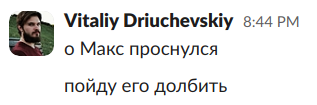 Vitaliy Driuchevskiy 8:44 PM
о Макс проснулся
пойду его долбить